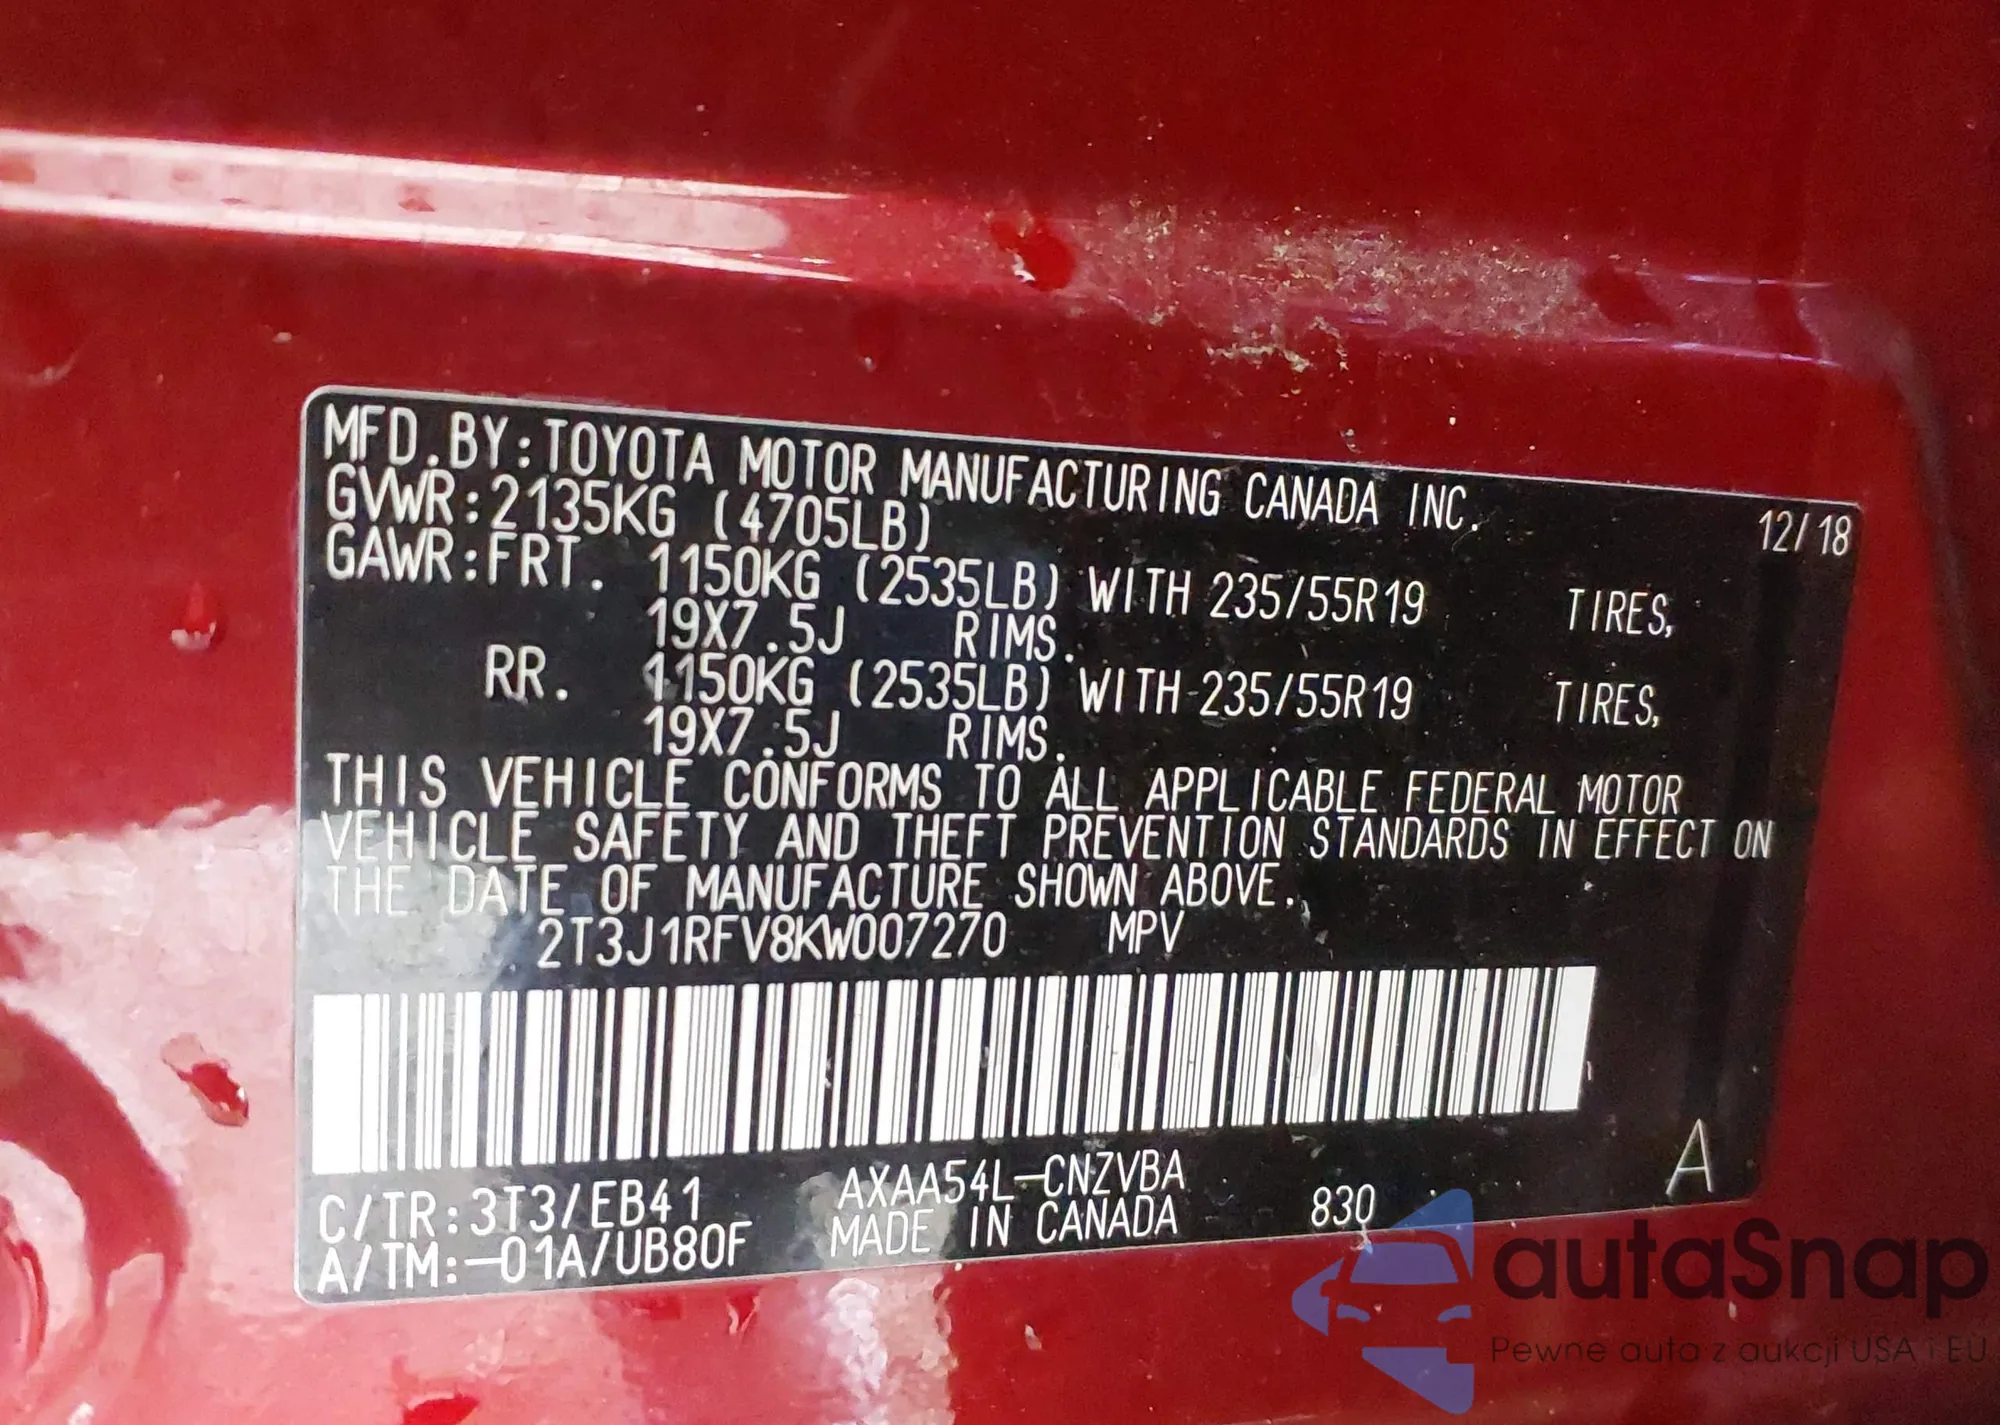 MFD.BY:TOYOTA MOTOR MANUFACTURING CANADA INC. 12/18
GVWR:2135KG (4705LB)
GAWR:FRT. 1150KG (2535LB) WITH 235/55R19 TIRES,
19X7.5J RIMS.
RR. 1150KG (2535LB) WITH 235/55R19 TIRES,
19X7.5J RIMS.
THIS VEHICLE CONFORMS TO ALL APPLICABLE FEDERAL MOTOR
VEHICLE SAFETY AND THEFT PREVENTION STANDARDS IN EFFECT ON
THE DATE OF MANUFACTURE SHOWN ABOVE.
2T3J1RFV8KW007270 MPV
C/TR:3T3/EB41 AXAA54L-CNZVBA A
A/TM:-01A/UB80F MADE IN CANADA 830
autaSnap
Pewne auta z aukcji USA i EU